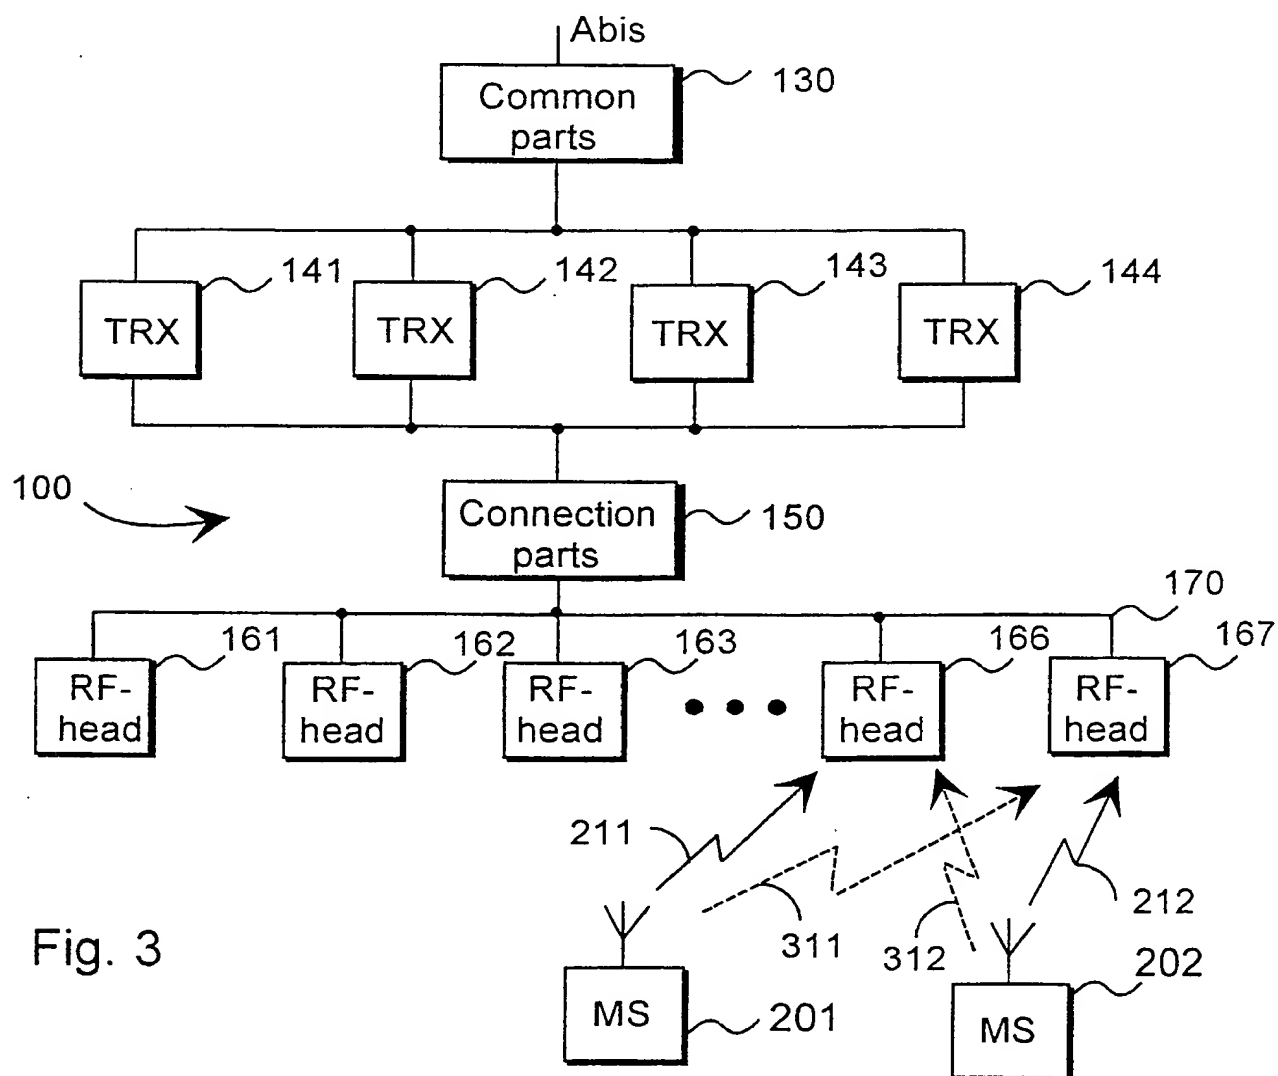 Abis
130
Common
parts
141
142
143
144
TRX
TRX
TRX
TRX
100
Connection
parts
150
170
161
162
163
166
167
RF-
head
RF-
head
RF-
head
RF-
head
RF-
head
211
311
312
212
Fig. 3
MS
201
MS
202